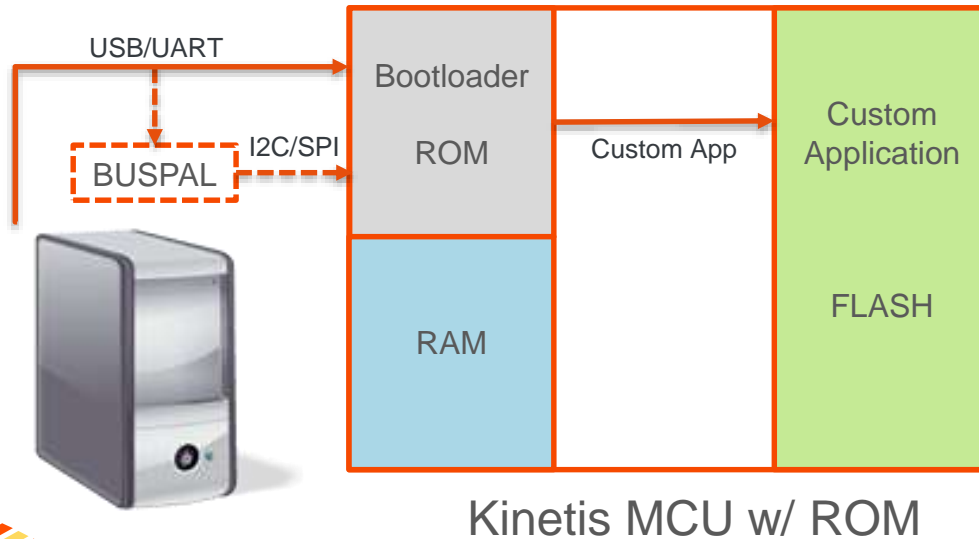 USB/UART
BUSPAL
I2C/SPI
Bootloader
ROM
RAM
Custom App
Custom
Application
FLASH
Kinetis MCU w/ ROM